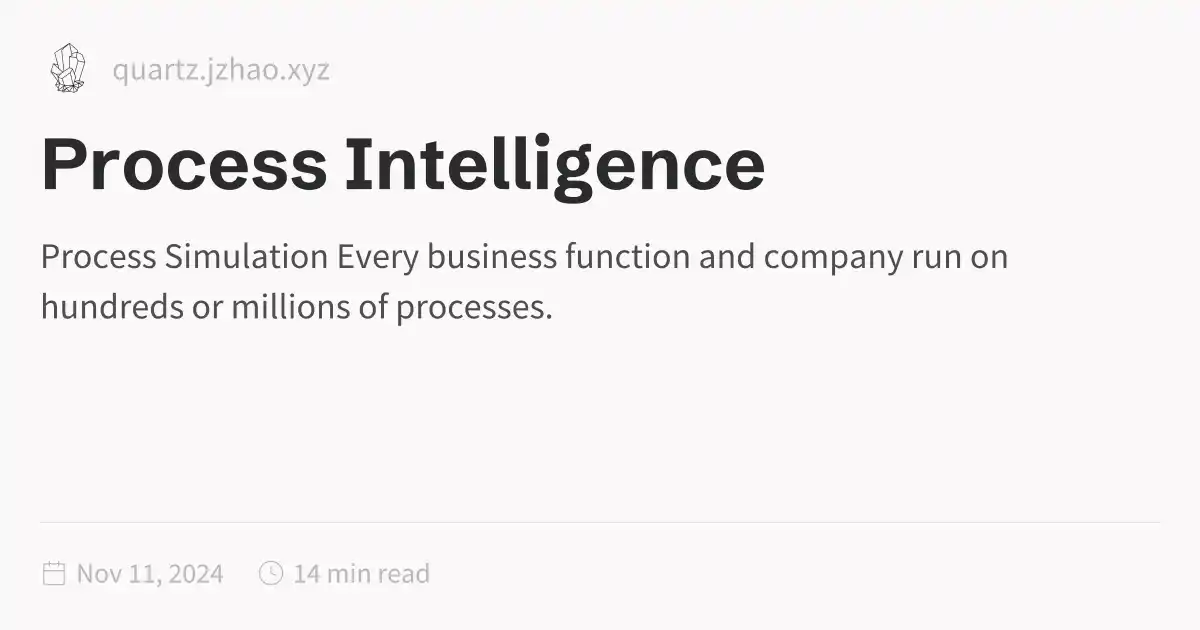 quartz.jzhao.xyz
Process Intelligence
Process Simulation Every business function and company run on
hundreds or millions of processes.
Nov 11, 2024 14 min read